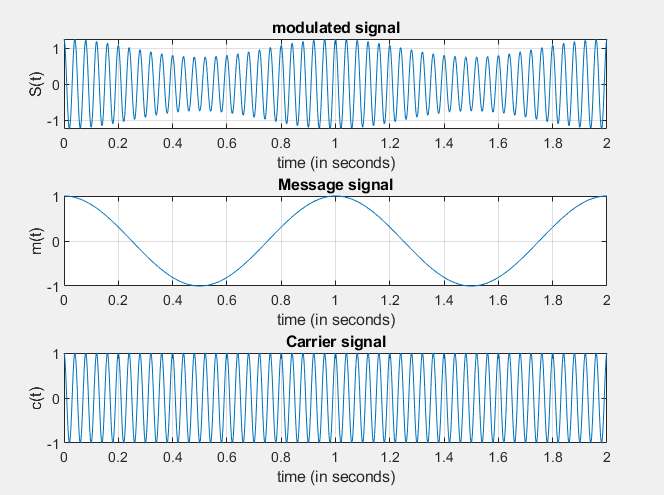 modulated signal
1
0
-1
S(t)
0 0.2 0.4 0.6 0.8 1 1.2 1.4 1.6 1.8 2
time (in seconds)
Message signal
1
0
-1
m(t)
0 0.2 0.4 0.6 0.8 1 1.2 1.4 1.6 1.8 2
time (in seconds)
Carrier signal
1
0
-1
c(t)
0 0.2 0.4 0.6 0.8 1 1.2 1.4 1.6 1.8 2
time (in seconds)